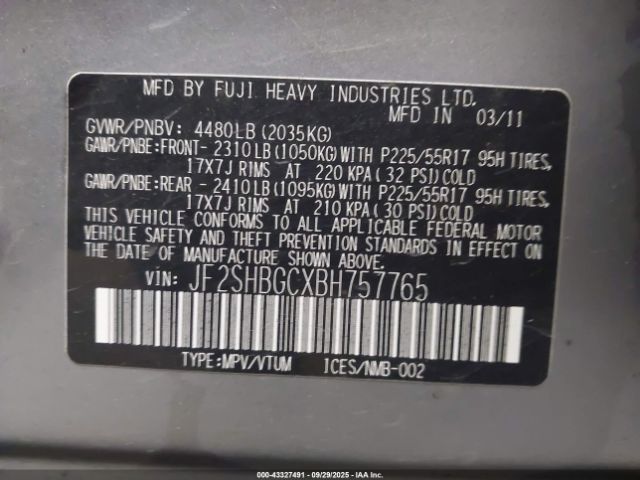 MFD BY FUJI HEAVY INDUSTRIES LTD.
MFD IN 03/11
GVWR/PNBV: 4480LB(2035KG)
GAWR/PNBE:FRONT- 2310LB(1050KG)WITH P225/55R17 95H TIRES,
17X7J RIMS AT 220 KPA(32 PSI)COLD
GAWR/PNBE:REAR - 2410LB(1095KG)WITH P225/55R17 95H TIRES,
17X7J RIMS AT 210 KPA(30 PSI)COLD
THIS VEHICLE CONFORMS TO ALL APPLICABLE FEDERAL MOTOR
VEHICLE SAFETY AND THEFT PREVENTION STANDARDS IN EFFECT ON
THE DATE OF MANUFACTURE SHOWN ABOVE.
VIN: JF2SHBGCXBH757765
TYPE:MPV/VTUM ICES/NMB-002
000-43327491 - 09/29/2025 - IAAI.COM